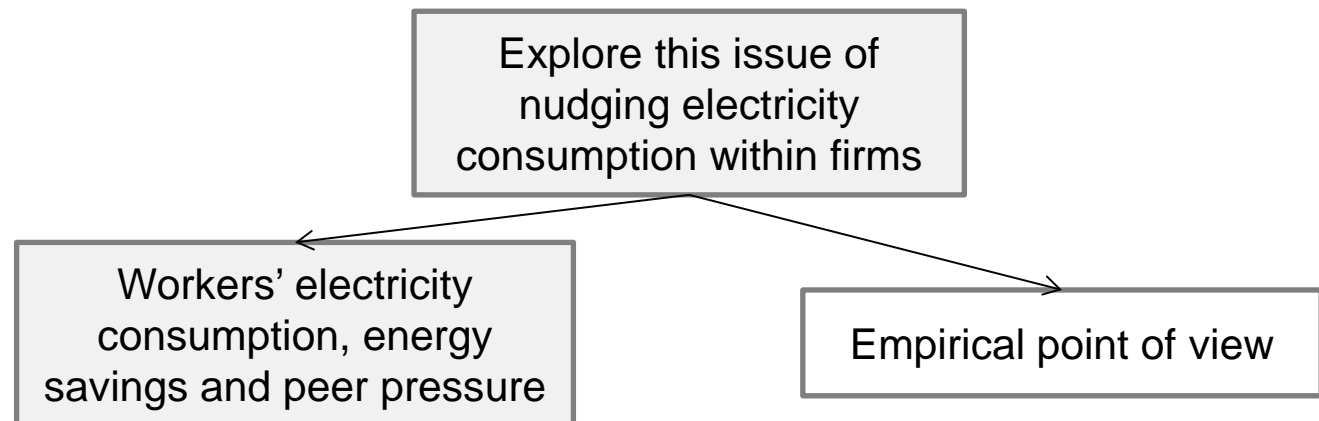 Explore this issue of
nudging electricity
consumption within firms
Workers’ electricity
consumption, energy
savings and peer pressure
Empirical point of view